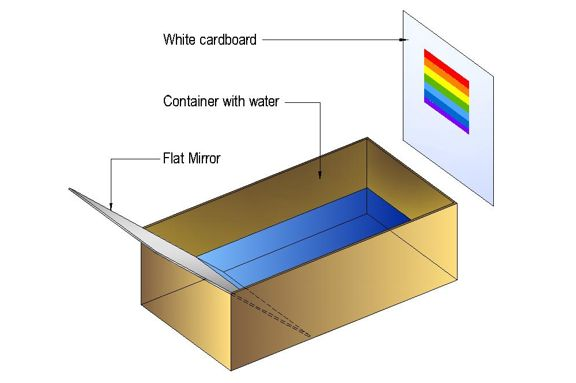 White cardboard
Container with water
Flat Mirror